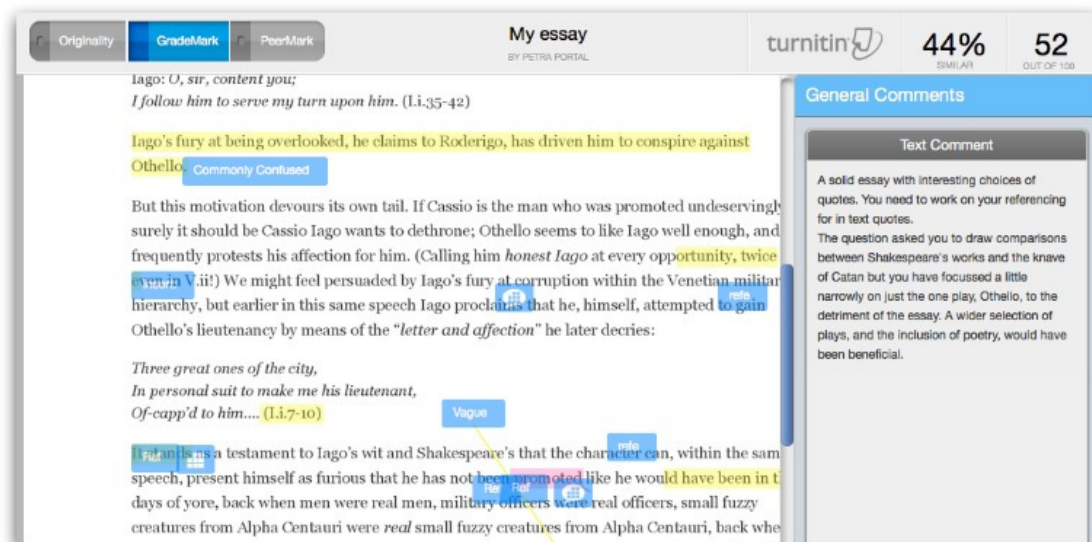 Originality GradeMark PeerMark
My essay
BY PETRA PORTAL
turnitin
44%
SIMILAR
52
OUT OF 100
Iago: O, sir, content you;
I follow him to serve my turn upon him. (I.i.35-42)
Iago's fury at being overlooked, he claims to Roderigo, has driven him to conspire against
Othello.
Commonly Confused
But this motivation devours its own tail. If Cassio is the man who was promoted undeservingly
surely it should be Cassio Iago wants to dethrone; Othello seems to like Iago well enough, and
frequently protests his affection for him. (Calling him honest Iago at every opportunity, twice
even in V.ii!) We might feel persuaded by Iago's fury at corruption within the Venetian militar
refe
hierarchy, but earlier in this same speech Iago proclaims that he, himself, attempted to gain
Othello's lieutenancy by means of the "letter and affection" he later decries:
Three great ones of the city,
In personal suit to make me his lieutenant,
Of-capp'd to him.... (I.i.7-10)
Vague
refe
It stands as a testament to Iago's wit and Shakespeare's that the character can, within the sam
speech, present himself as furious that he has not been promoted like he would have been in t
Ref
days of yore, back when men were real men, military officers were real officers, small fuzzy
creatures from Alpha Centauri were real small fuzzy creatures from Alpha Centauri, back whe
General Comments
Text Comment
A solid essay with interesting choices of
quotes. You need to work on your referencing
for in text quotes.
The question asked you to draw comparisons
between Shakespeare's works and the knave
of Catan but you have focussed a little
narrowly on just the one play, Othello, to the
detriment of the essay. A wider selection of
plays, and the inclusion of poetry, would have
been beneficial.